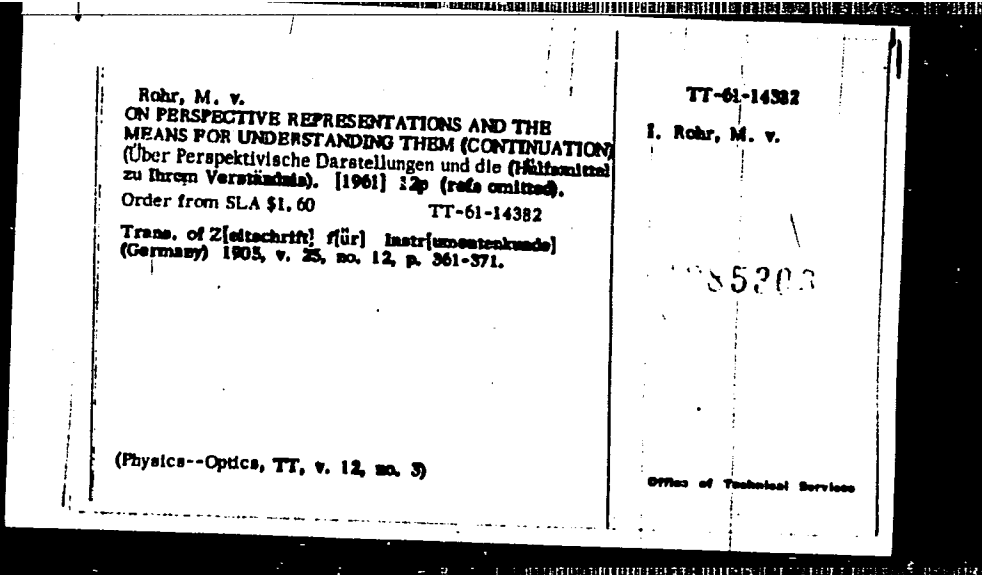 Rohr, M. v.
ON PERSPECTIVE REPRESENTATIONS AND THE
MEANS FOR UNDERSTANDING THEM (CONTINUATION)
(Über Perspektivische Darstellungen und die (Hülfsmittel
zu Ihrem Verständnis). [1961] 12p (refs omitted).
Order from SLA $1.60 TT-61-14382
Trans. of Z[eitschrift] f[ür] Instr[umentenkunde]
(Germany) 1905, v. 25, no. 12, p. 361-371.
(Physics--Optics, TT, v. 12, no. 3)
TT-61-14382
I. Rohr, M. v.
Office of Technical Services